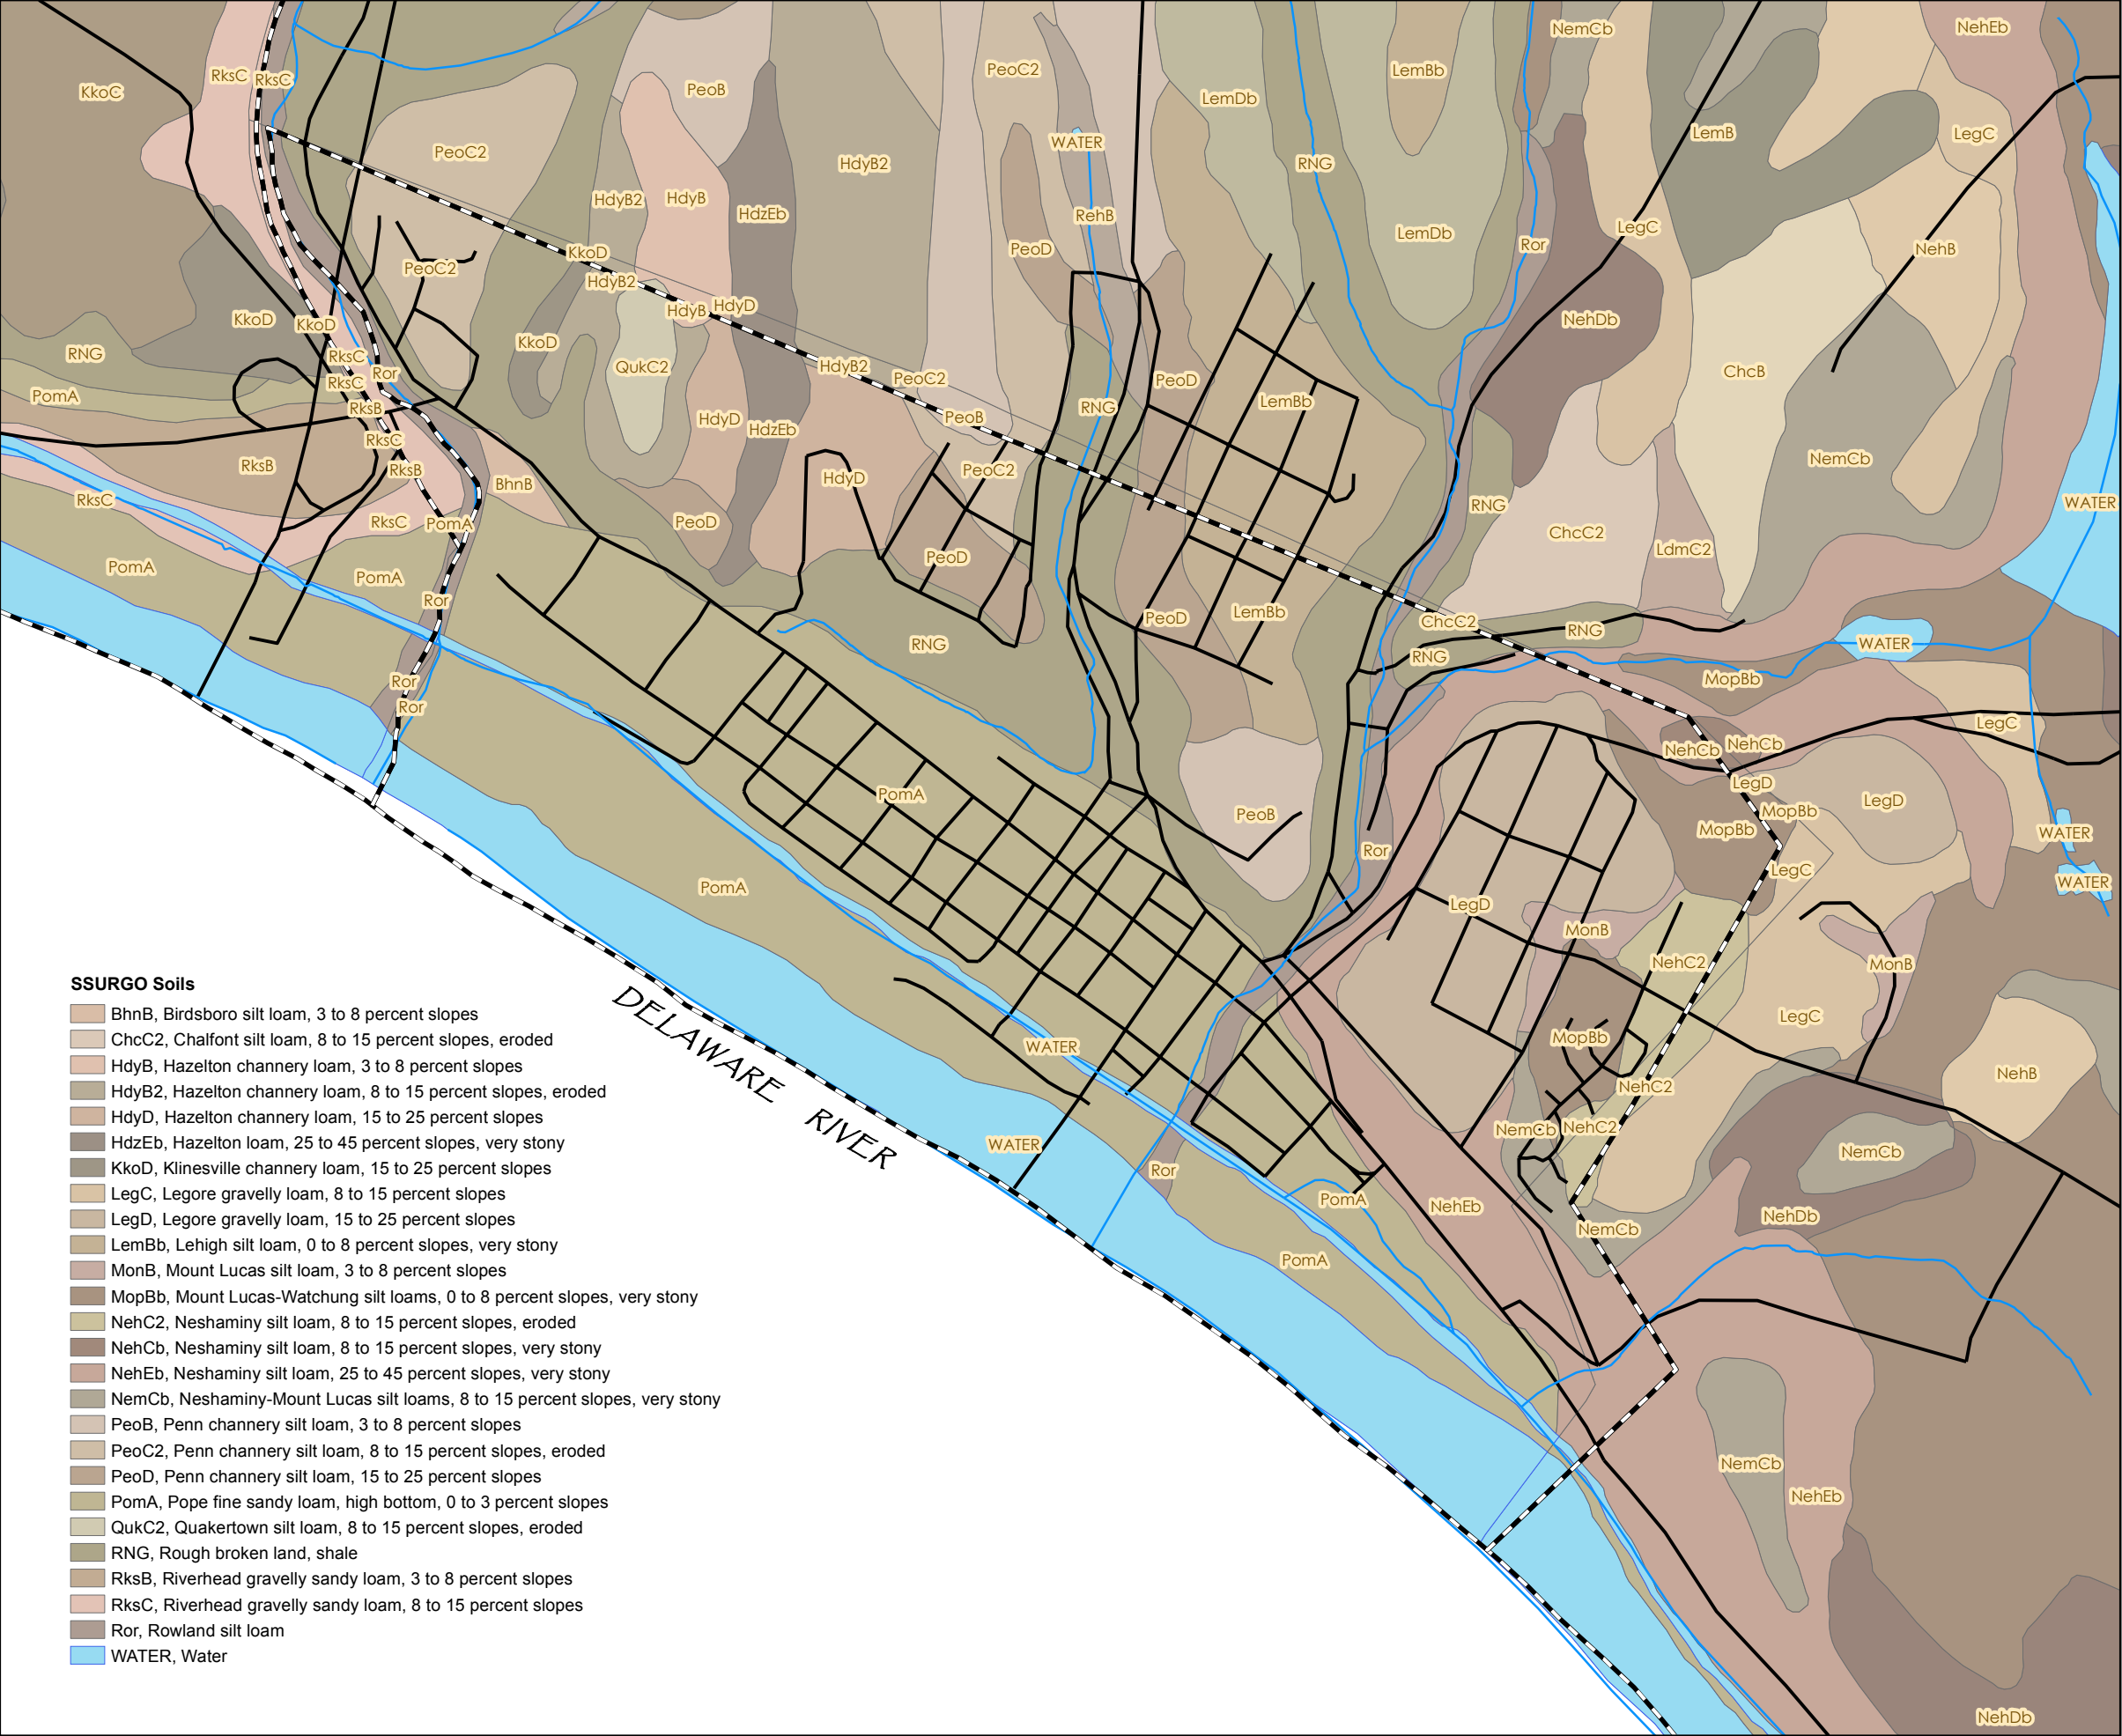 NemCb
NehEb
RksC
RksC
PeoC2
LemBb
KkoC
PeoB
LemDb
LemB
LegC
WATER
PeoC2
HdyB2
RNG
HdyB2
HdyB
HdzEb
RehB
LegC
LemDb
Ror
PeoD
NehB
KkoD
PeoC2
HdyB2
HdyD
HdyB
KkoD
KkoD
NehDb
KkoD
RNG
RksC
QukC2
HdyB2
Ror
PeoC2
PeoD
ChcB
RksC
PomA
RksB
LemBb
RNG
PeoB
HdyD
HdzEb
RksC
NemCb
RksB
RksB
PeoC2
HdyD
BhnB
RksC
RNG
WATER
RksC
PomA
PeoD
ChcC2
LdmC2
PeoD
PomA
PomA
Ror
LemBb
PeoD
ChcC2
RNG
RNG
WATER
RNG
Ror
MopBb
Ror
LegC
NehCb
NehCb
LegD
PomA
LegD
MopBb
PeoB
MopBb
WATER
Ror
LegC
WATER
PomA
LegD
MonB
NehC2
MonB
LegC
DELAWARE RIVER
MopBb
WATER
NehB
NehC2
NemCb
NehC2
WATER
NemCb
Ror
PomA
NehEb
NehDb
NemCb
PomA
NemCb
NehEb
NehDb
SSURGO Soils
BhnB, Birdsboro silt loam, 3 to 8 percent slopes
ChcC2, Chalfont silt loam, 8 to 15 percent slopes, eroded
HdyB, Hazelton channery loam, 3 to 8 percent slopes
HdyB2, Hazelton channery loam, 8 to 15 percent slopes, eroded
HdyD, Hazelton channery loam, 15 to 25 percent slopes
HdzEb, Hazelton loam, 25 to 45 percent slopes, very stony
KkoD, Klinesville channery loam, 15 to 25 percent slopes
LegC, Legore gravelly loam, 8 to 15 percent slopes
LegD, Legore gravelly loam, 15 to 25 percent slopes
LemBb, Lehigh silt loam, 0 to 8 percent slopes, very stony
MonB, Mount Lucas silt loam, 3 to 8 percent slopes
MopBb, Mount Lucas-Watchung silt loams, 0 to 8 percent slopes, very stony
NehC2, Neshaminy silt loam, 8 to 15 percent slopes, eroded
NehCb, Neshaminy silt loam, 8 to 15 percent slopes, very stony
NehEb, Neshaminy silt loam, 25 to 45 percent slopes, very stony
NemCb, Neshaminy-Mount Lucas silt loams, 8 to 15 percent slopes, very stony
PeoB, Penn channery silt loam, 3 to 8 percent slopes
PeoC2, Penn channery silt loam, 8 to 15 percent slopes, eroded
PeoD, Penn channery silt loam, 15 to 25 percent slopes
PomA, Pope fine sandy loam, high bottom, 0 to 3 percent slopes
QukC2, Quakertown silt loam, 8 to 15 percent slopes, eroded
RNG, Rough broken land, shale
RksB, Riverhead gravelly sandy loam, 3 to 8 percent slopes
RksC, Riverhead gravelly sandy loam, 8 to 15 percent slopes
Ror, Rowland silt loam
WATER, Water